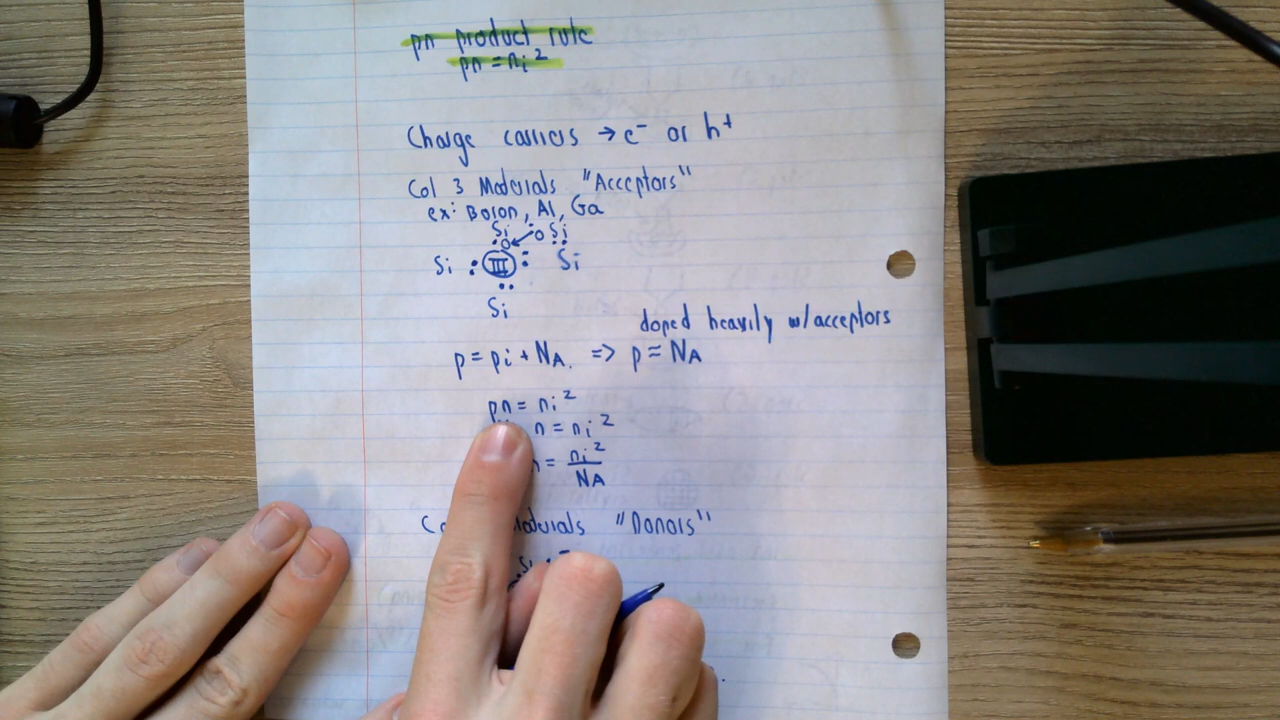 pn product rule
pn = ni²
Charge carriers → e⁻ or h⁺
Col 3 Materials "Acceptors"
ex: Boron, Al, Ga
Si Si
Si III Si
Si
doped heavily w/acceptors
p = pi + NA. => p ≈ NA
pn = ni²
n = ni²
n = ni²/NA
Materials "Donors"
Si